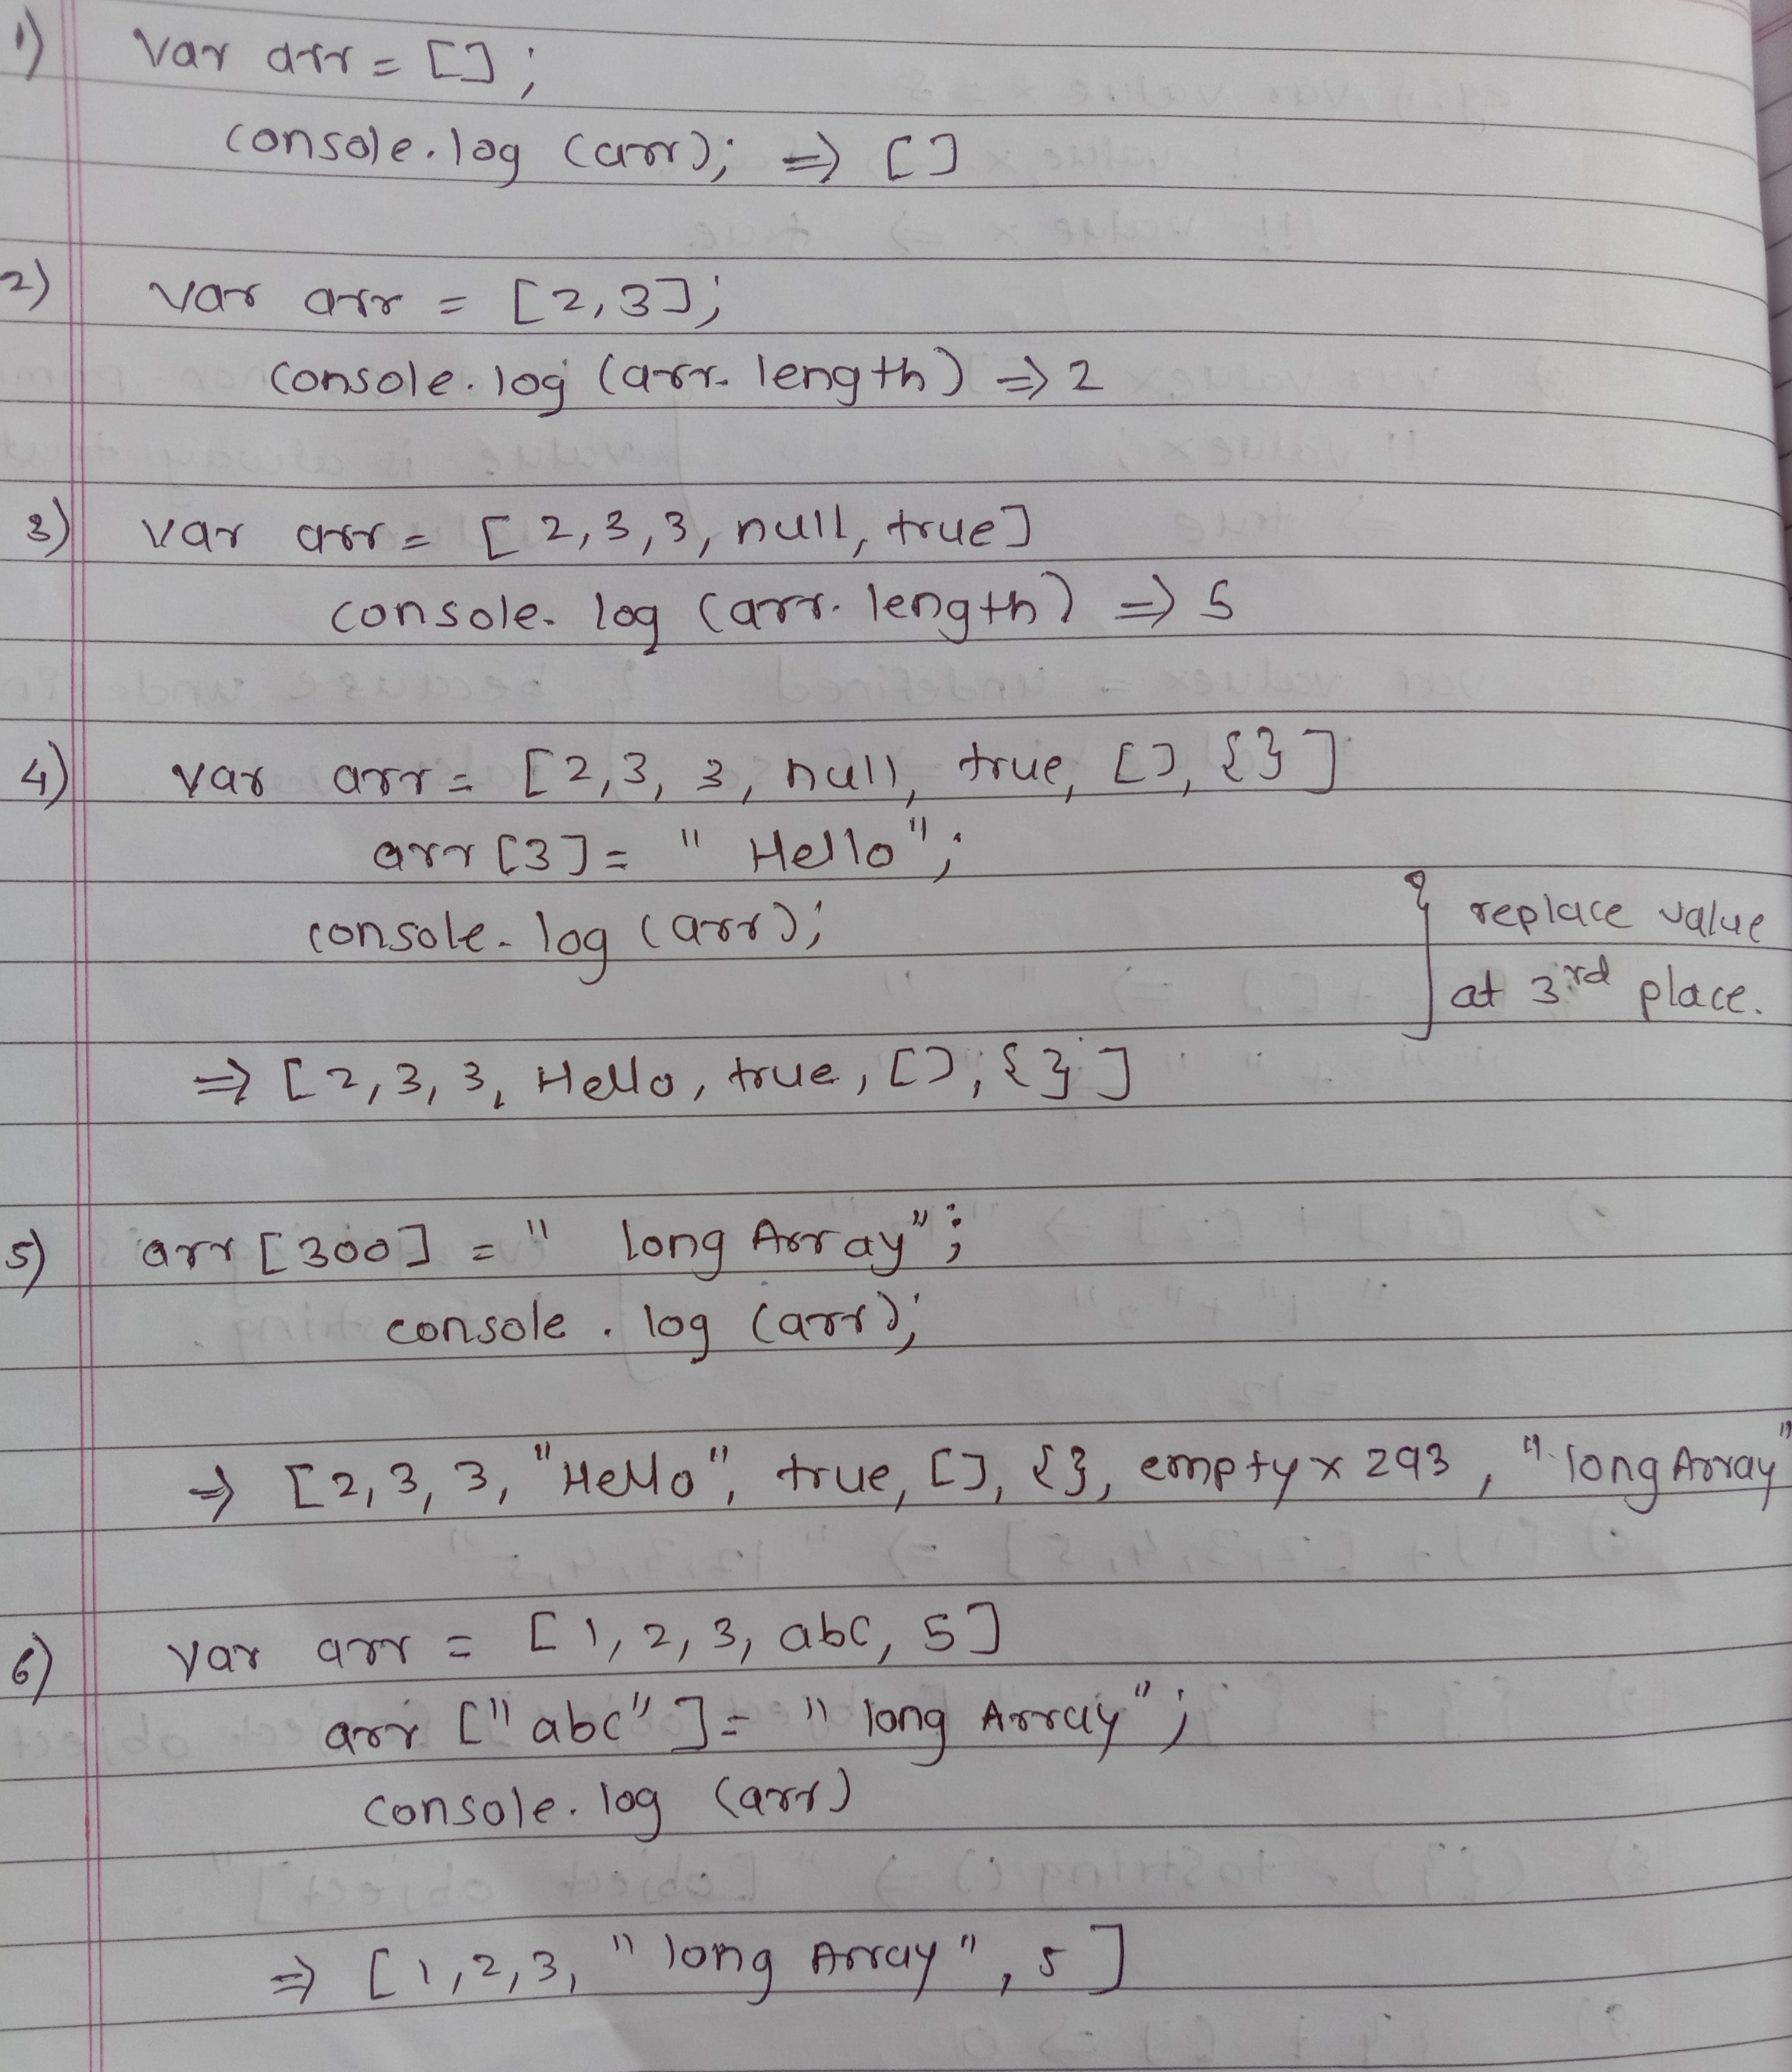 1) var arr = [];
console.log (arr); => []
2) var arr = [2,3];
console.log (arr.length) => 2
3) var arr = [2,3,3, null, true]
console.log (arr.length) => 5
4) var arr = [2,3,3, null, true, [], {}]
arr [3] = "Hello";
console.log (arr);
} replace value
at 3rd place.
=> [2,3,3, Hello, true, [], {}]
5) arr [300] = "long Array";
console.log (arr);
=> [2,3,3, "Hello", true, [], {}, empty x 293, "long Array"
6) var arr = [1,2,3, abc, 5]
arr ["abc"] = "long Array";
console.log (arr)
=> [1,2,3, "long Array", 5]